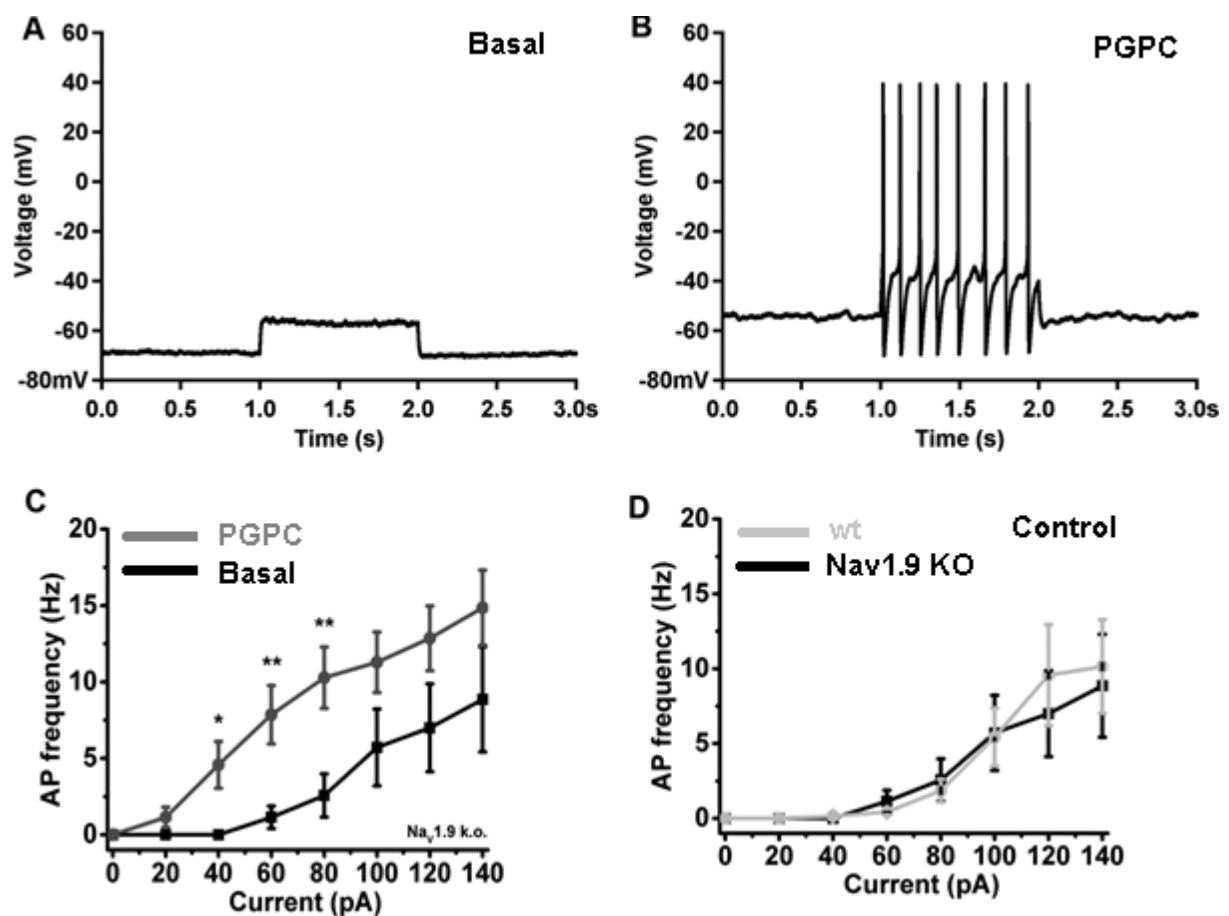 A
Basal
Voltage (mV)
60
40
20
0
-20
-40
-60
-80mV
0.0 0.5 1.0 1.5 2.0 2.5 3.0s
Time (s)
B
PGPC
Voltage (mV)
60
40
20
0
-20
-40
-60
-80mV
0.0 0.5 1.0 1.5 2.0 2.5 3.0s
Time (s)
C
PGPC
Basal
AP frequency (Hz)
20
15
10
5
0
* ** **
Nav1.9 k.o.
0 20 40 60 80 100 120 140
Current (pA)
D
wt
Control
Nav1.9 KO
AP frequency (Hz)
20
15
10
5
0
0 20 40 60 80 100 120 140
Current (pA)